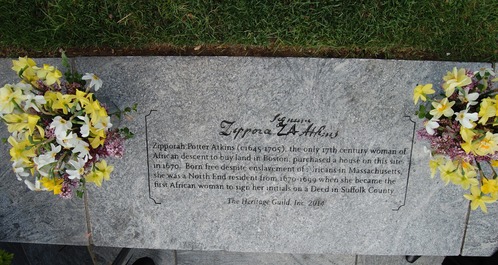 Signum
Zippora ZA Atkins
Zipporah Potter Atkins (c1645-1705), the only 17th century woman of
African descent to buy land in Boston, purchased a house on this site
in 1670. Born free despite enslavement of Africans in Massachusetts,
she was a North End resident from 1670-1699 when she became the
first African woman to sign her initials on a Deed in Suffolk County.
The Heritage Guild, Inc. 2014